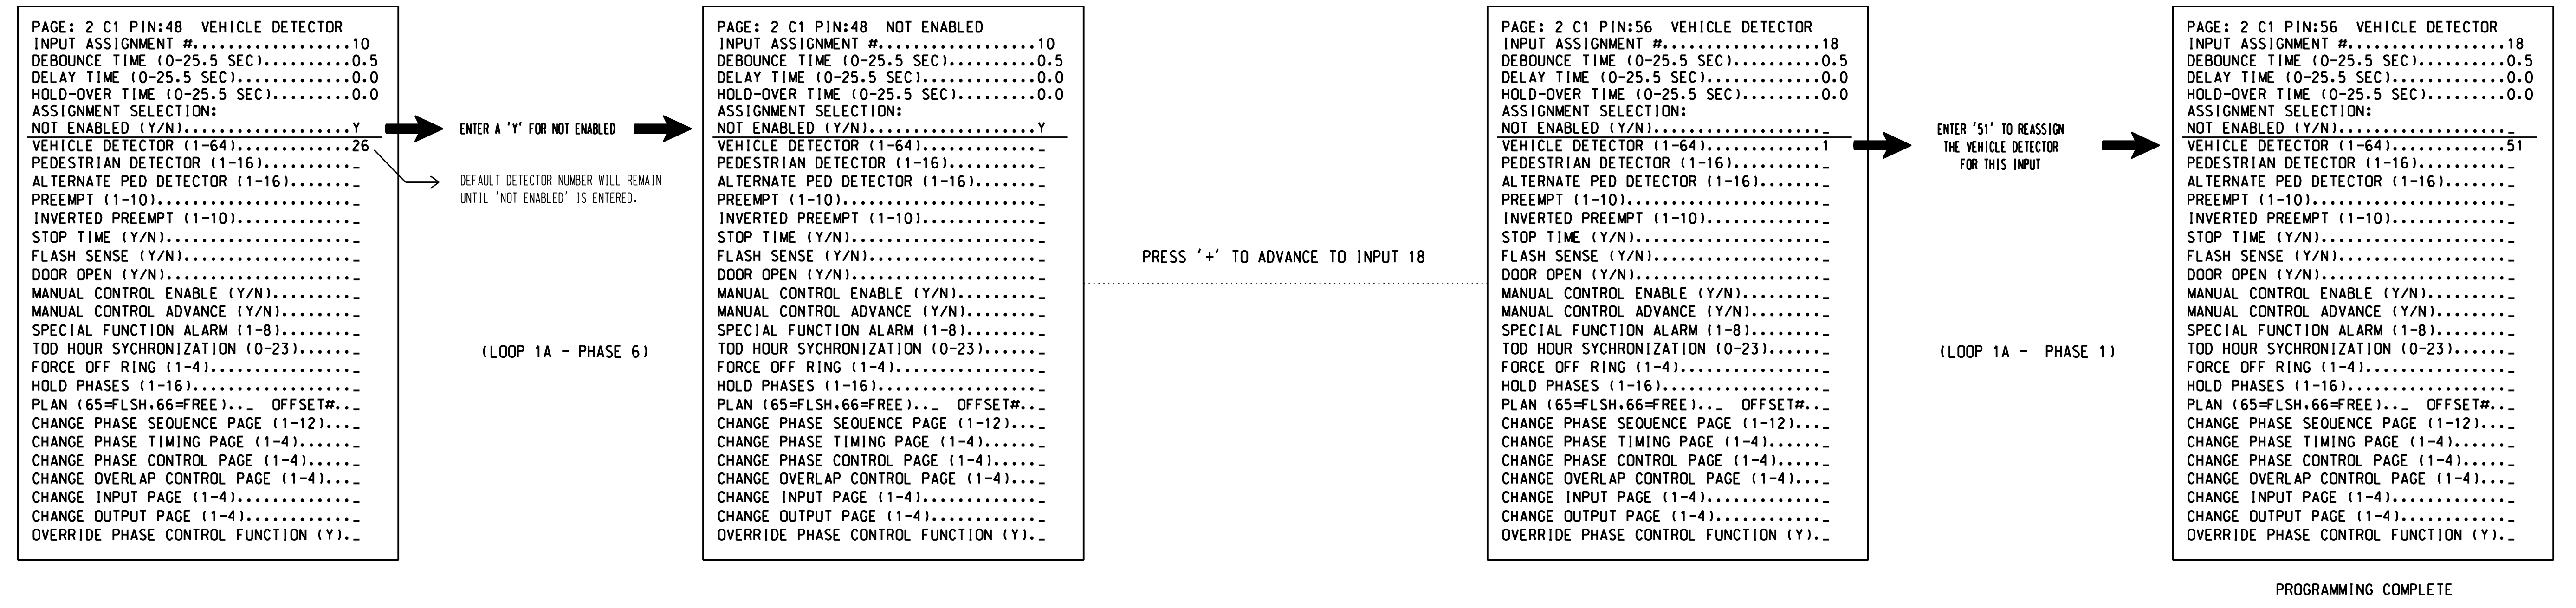 PAGE: 2 C1 PIN:48 VEHICLE DETECTOR
INPUT ASSIGNMENT #..................10
DEBOUNCE TIME (0-25.5 SEC)..........0.5
DELAY TIME (0-25.5 SEC).............0.0
HOLD-OVER TIME (0-25.5 SEC).........0.0
ASSIGNMENT SELECTION:
NOT ENABLED (Y/N)...................Y
VEHICLE DETECTOR (1-64).............26
PEDESTRIAN DETECTOR (1-16).........._
ALTERNATE PED DETECTOR (1-16)......._
PREEMPT (1-10)......................_
INVERTED PREEMPT (1-10)............._
STOP TIME (Y/N)....................._
FLASH SENSE (Y/N)..................._
DOOR OPEN (Y/N)....................._
MANUAL CONTROL ENABLE (Y/N)........._
MANUAL CONTROL ADVANCE (Y/N)........_
SPECIAL FUNCTION ALARM (1-8)........_
TOD HOUR SYCHRONIZATION (0-23)......_
FORCE OFF RING (1-4)................_
HOLD PHASES (1-16).................._
PLAN (65=FLSH,66=FREE).._ OFFSET#.._
CHANGE PHASE SEQUENCE PAGE (1-12)..._
CHANGE PHASE TIMING PAGE (1-4)......_
CHANGE PHASE CONTROL PAGE (1-4)....._
CHANGE OVERLAP CONTROL PAGE (1-4)..._
CHANGE INPUT PAGE (1-4)............._
CHANGE OUTPUT PAGE (1-4)............_
OVERRIDE PHASE CONTROL FUNCTION (Y)._
ENTER A 'Y' FOR NOT ENABLED
DEFAULT DETECTOR NUMBER WILL REMAIN
UNTIL 'NOT ENABLED' IS ENTERED.
(LOOP 1A - PHASE 6)
PAGE: 2 C1 PIN:48 NOT ENABLED
INPUT ASSIGNMENT #..................10
DEBOUNCE TIME (0-25.5 SEC)..........0.5
DELAY TIME (0-25.5 SEC).............0.0
HOLD-OVER TIME (0-25.5 SEC).........0.0
ASSIGNMENT SELECTION:
NOT ENABLED (Y/N)...................Y
VEHICLE DETECTOR (1-64)............._
PEDESTRIAN DETECTOR (1-16).........._
ALTERNATE PED DETECTOR (1-16)......._
PREEMPT (1-10)......................_
INVERTED PREEMPT (1-10)............._
STOP TIME (Y/N)....................._
FLASH SENSE (Y/N)..................._
DOOR OPEN (Y/N)....................._
MANUAL CONTROL ENABLE (Y/N)........._
MANUAL CONTROL ADVANCE (Y/N)........_
SPECIAL FUNCTION ALARM (1-8)........_
TOD HOUR SYCHRONIZATION (0-23)......_
FORCE OFF RING (1-4)................_
HOLD PHASES (1-16).................._
PLAN (65=FLSH,66=FREE).._ OFFSET#.._
CHANGE PHASE SEQUENCE PAGE (1-12)..._
CHANGE PHASE TIMING PAGE (1-4)......_
CHANGE PHASE CONTROL PAGE (1-4)....._
CHANGE OVERLAP CONTROL PAGE (1-4)..._
CHANGE INPUT PAGE (1-4)............._
CHANGE OUTPUT PAGE (1-4)............_
OVERRIDE PHASE CONTROL FUNCTION (Y)._
PRESS '+' TO ADVANCE TO INPUT 18
PAGE: 2 C1 PIN:56 VEHICLE DETECTOR
INPUT ASSIGNMENT #..................18
DEBOUNCE TIME (0-25.5 SEC)..........0.5
DELAY TIME (0-25.5 SEC).............0.0
HOLD-OVER TIME (0-25.5 SEC).........0.0
ASSIGNMENT SELECTION:
NOT ENABLED (Y/N)..................._
VEHICLE DETECTOR (1-64).............1
PEDESTRIAN DETECTOR (1-16).........._
ALTERNATE PED DETECTOR (1-16)......._
PREEMPT (1-10)......................_
INVERTED PREEMPT (1-10)............._
STOP TIME (Y/N)....................._
FLASH SENSE (Y/N)..................._
DOOR OPEN (Y/N)....................._
MANUAL CONTROL ENABLE (Y/N)........._
MANUAL CONTROL ADVANCE (Y/N)........_
SPECIAL FUNCTION ALARM (1-8)........_
TOD HOUR SYCHRONIZATION (0-23)......_
FORCE OFF RING (1-4)................_
HOLD PHASES (1-16).................._
PLAN (65=FLSH,66=FREE).._ OFFSET#.._
CHANGE PHASE SEQUENCE PAGE (1-12)..._
CHANGE PHASE TIMING PAGE (1-4)......_
CHANGE PHASE CONTROL PAGE (1-4)....._
CHANGE OVERLAP CONTROL PAGE (1-4)..._
CHANGE INPUT PAGE (1-4)............._
CHANGE OUTPUT PAGE (1-4)............_
OVERRIDE PHASE CONTROL FUNCTION (Y)._
ENTER '51' TO REASSIGN
THE VEHICLE DETECTOR
FOR THIS INPUT
(LOOP 1A - PHASE 1)
PAGE: 2 C1 PIN:56 VEHICLE DETECTOR
INPUT ASSIGNMENT #..................18
DEBOUNCE TIME (0-25.5 SEC)..........0.5
DELAY TIME (0-25.5 SEC).............0.0
HOLD-OVER TIME (0-25.5 SEC).........0.0
ASSIGNMENT SELECTION:
NOT ENABLED (Y/N)..................._
VEHICLE DETECTOR (1-64).............51
PEDESTRIAN DETECTOR (1-16).........._
ALTERNATE PED DETECTOR (1-16)......._
PREEMPT (1-10)......................_
INVERTED PREEMPT (1-10)............._
STOP TIME (Y/N)....................._
FLASH SENSE (Y/N)..................._
DOOR OPEN (Y/N)....................._
MANUAL CONTROL ENABLE (Y/N)........._
MANUAL CONTROL ADVANCE (Y/N)........_
SPECIAL FUNCTION ALARM (1-8)........_
TOD HOUR SYCHRONIZATION (0-23)......_
FORCE OFF RING (1-4)................_
HOLD PHASES (1-16).................._
PLAN (65=FLSH,66=FREE).._ OFFSET#.._
CHANGE PHASE SEQUENCE PAGE (1-12)..._
CHANGE PHASE TIMING PAGE (1-4)......_
CHANGE PHASE CONTROL PAGE (1-4)....._
CHANGE OVERLAP CONTROL PAGE (1-4)..._
CHANGE INPUT PAGE (1-4)............._
CHANGE OUTPUT PAGE (1-4)............_
OVERRIDE PHASE CONTROL FUNCTION (Y)._
PROGRAMMING COMPLETE